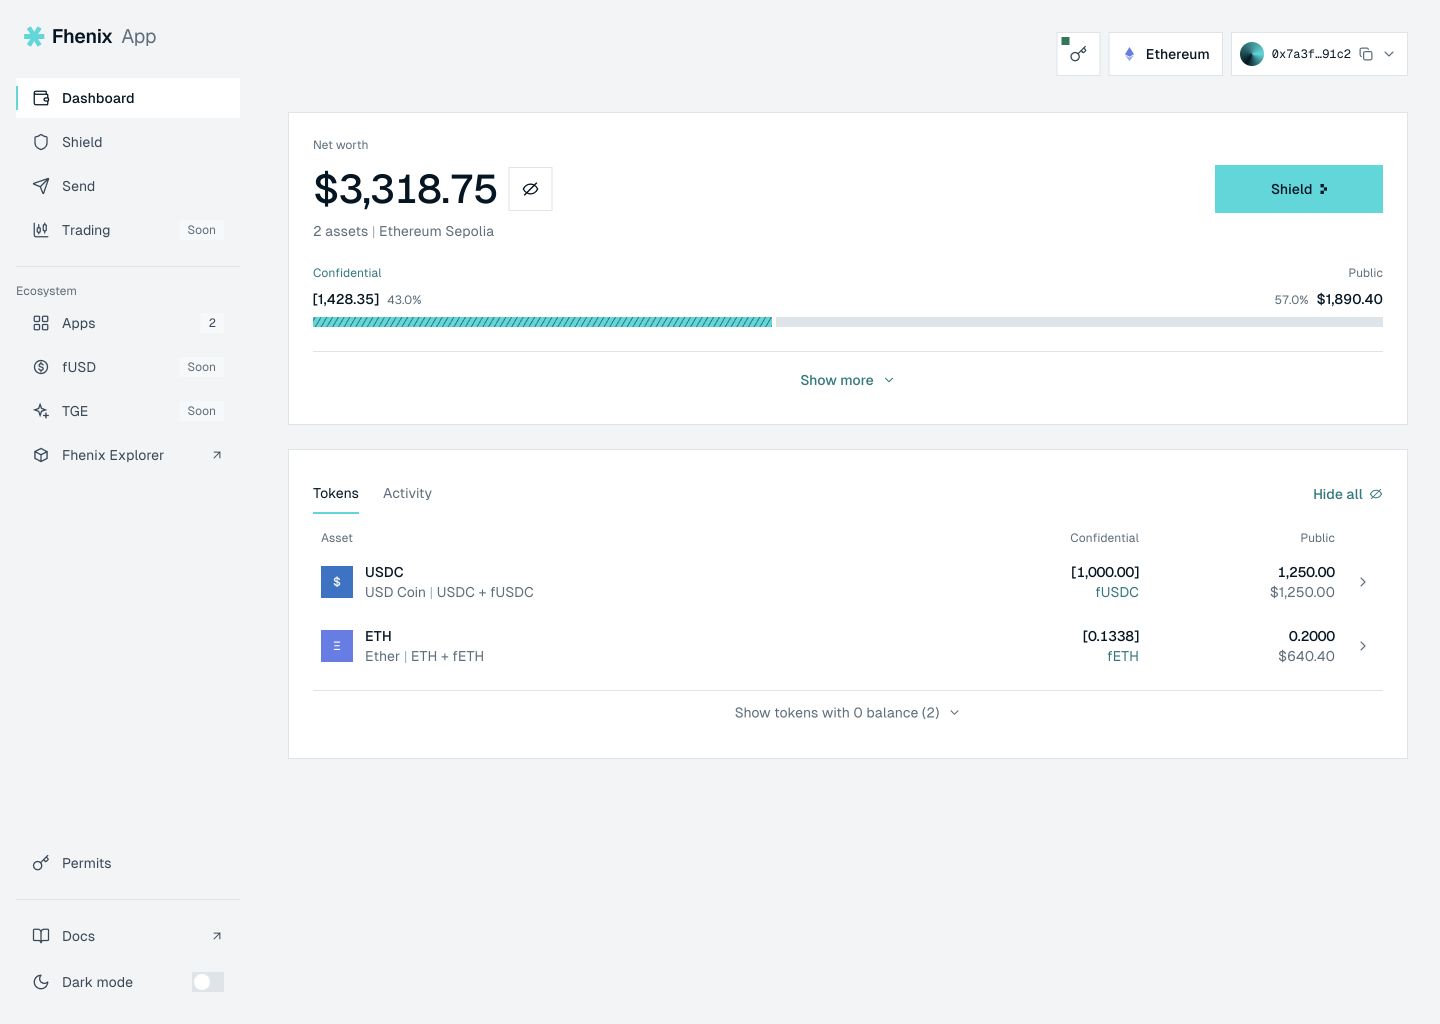 Fhenix App
Dashboard
Shield
Send
Trading Soon
Ecosystem
Apps 2
fUSD Soon
TGE Soon
Fhenix Explorer
Permits
Docs
Dark mode
Ethereum
0x7a3f…91c2
Net worth
$3,318.75
Shield
2 assets | Ethereum Sepolia
Confidential Public
[1,428.35] 43.0% 57.0% $1,890.40
Show more
Tokens Activity Hide all
Asset Confidential Public
$ USDC [1,000.00] 1,250.00
USD Coin | USDC + fUSDC fUSDC $1,250.00
Ξ ETH [0.1338] 0.2000
Ether | ETH + fETH fETH $640.40
Show tokens with 0 balance (2)